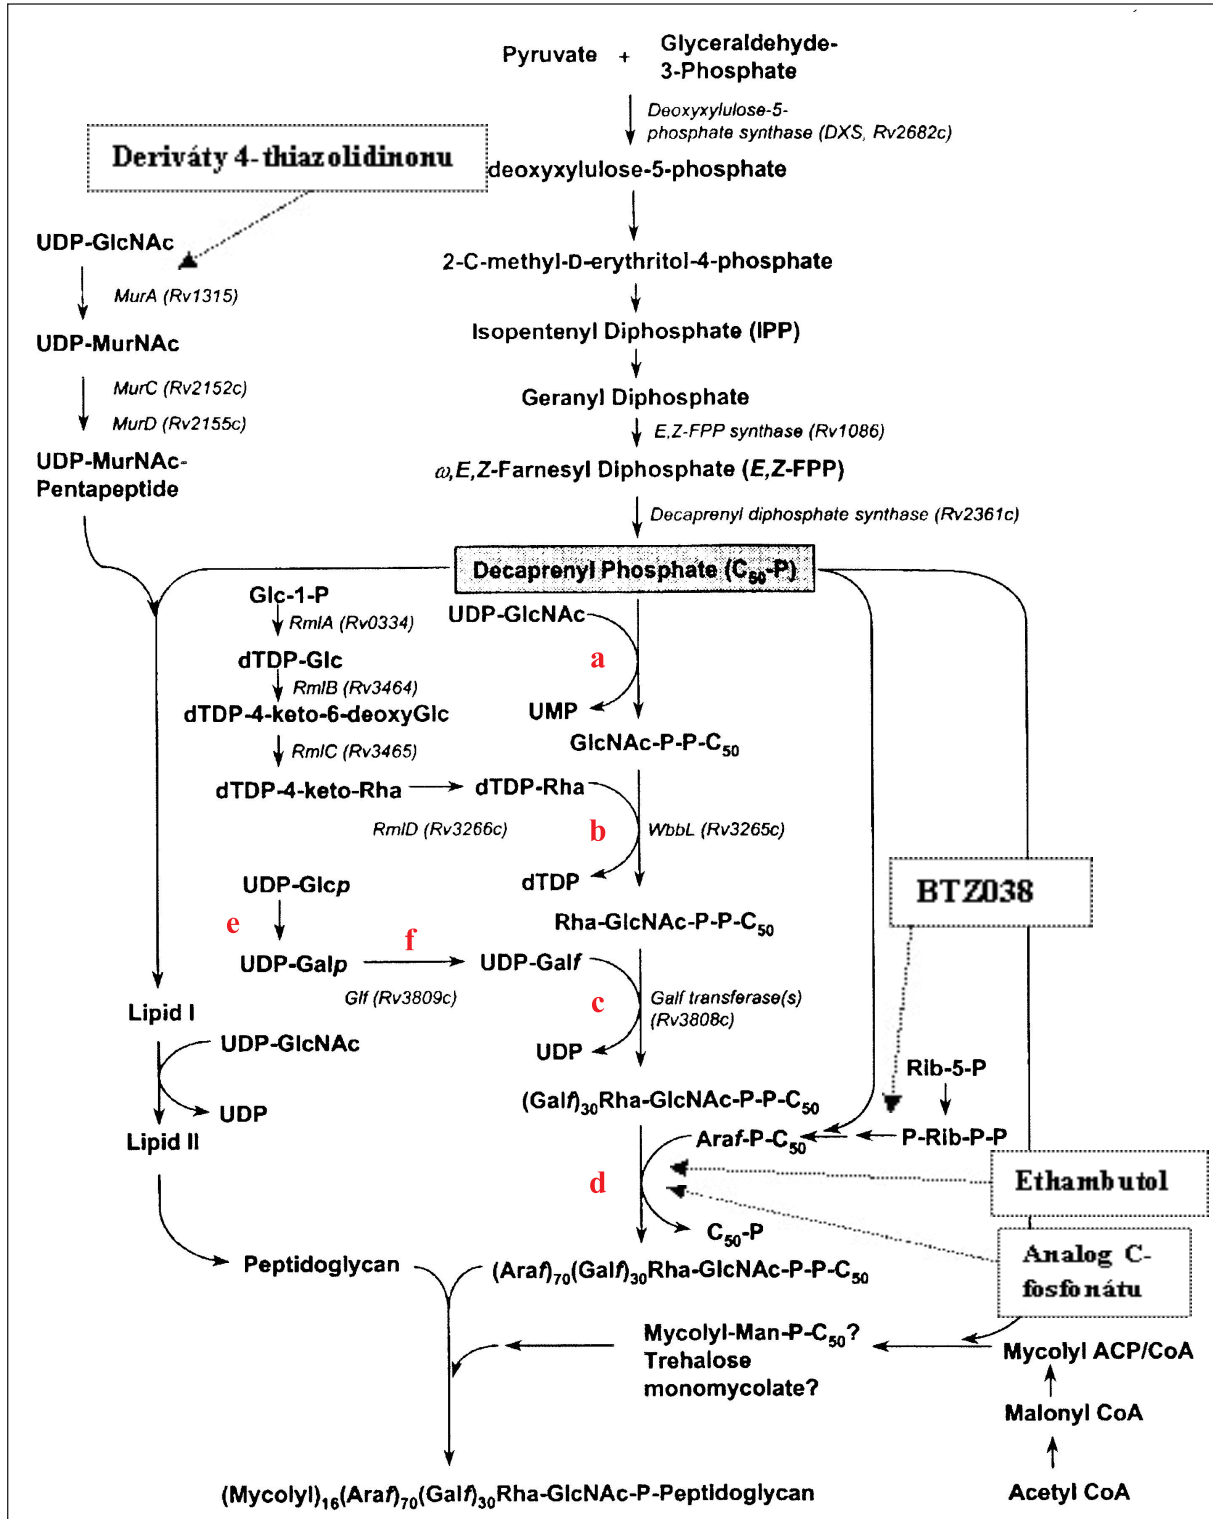 Pyruvate + Glyceraldehyde-
3-Phosphate
Deoxyxylulose-5-
phosphate synthase (DXS, Rv2682c)
Deriváty 4-thiazolidinonu
deoxyxylulose-5-phosphate
UDP-GlcNAc
2-C-methyl-D-erythritol-4-phosphate
MurA (Rv1315)
Isopentenyl Diphosphate (IPP)
UDP-MurNAc
MurC (Rv2152c)
Geranyl Diphosphate
MurD (Rv2155c)
E,Z-FPP synthase (Rv1086)
UDP-MurNAc-
Pentapeptide
ω,E,Z-Farnesyl Diphosphate (E,Z-FPP)
Decaprenyl diphosphate synthase (Rv2361c)
Decaprenyl Phosphate (C50-P)
Glc-1-P
UDP-GlcNAc
RmlA (Rv0334)
a
dTDP-Glc
RmlB (Rv3464)
dTDP-4-keto-6-deoxyGlc
UMP
RmlC (Rv3465)
GlcNAc-P-P-C50
dTDP-4-keto-Rha
dTDP-Rha
RmlD (Rv3266c)
b
WbbL (Rv3265c)
dTDP
UDP-Glcp
BTZ038
e
Rha-GlcNAc-P-P-C50
f
UDP-Galp
UDP-Galf
Glf (Rv3809c)
c
Galf transferase(s)
(Rv3808c)
Lipid I
UDP-GlcNAc
UDP
Rib-5-P
(Galf)30Rha-GlcNAc-P-P-C50
UDP
Lipid II
Araf-P-C50
P-Rib-P-P
d
Ethambutol
C50-P
Analog C-
fosfonátu
Peptidoglycan
(Araf)70(Galf)30Rha-GlcNAc-P-P-C50
Mycolyl-Man-P-C50?
Trehalose
monomycolate?
Mycolyl ACP/CoA
Malonyl CoA
(Mycolyl)16(Araf)70(Galf)30Rha-GlcNAc-P-Peptidoglycan
Acetyl CoA